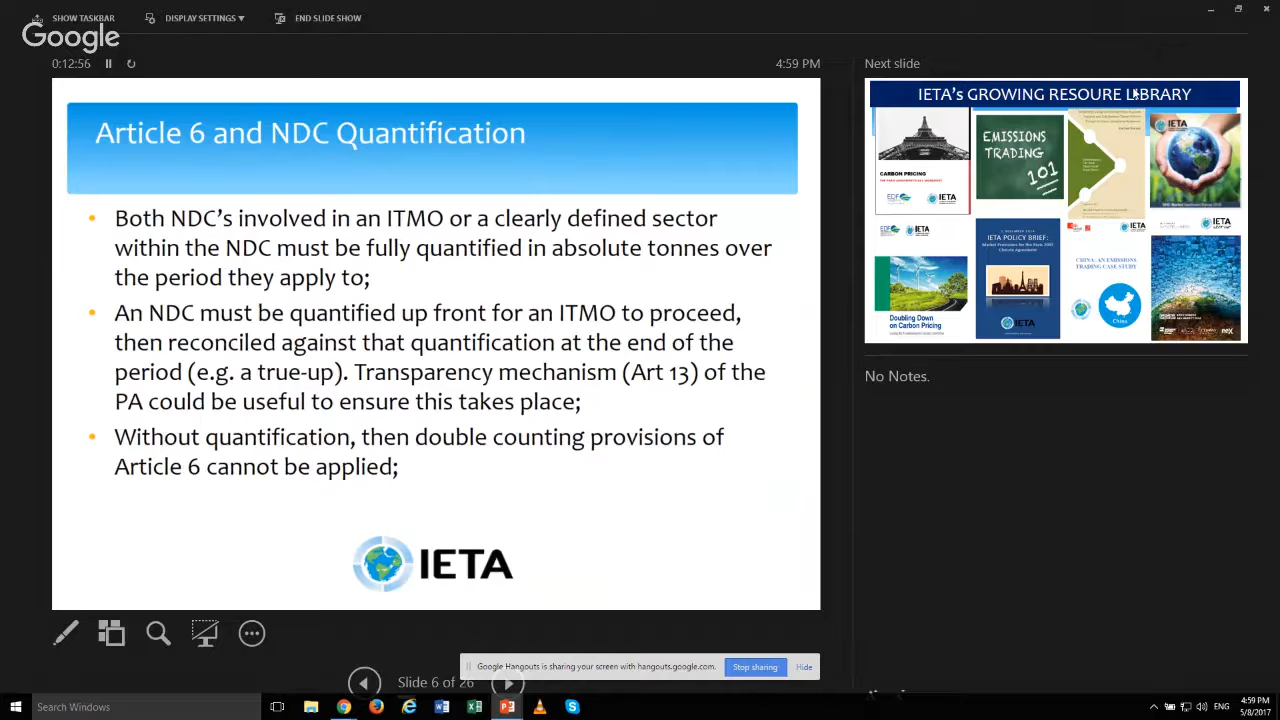 SHOW TASKBAR
DISPLAY SETTINGS ▼
END SLIDE SHOW
Google
0:12:56
4:59 PM
Article 6 and NDC Quantification
• Both NDC's involved in an ITMO or a clearly defined sector
within the NDC must be fully quantified in absolute tonnes over
the period they apply to;
• An NDC must be quantified up front for an ITMO to proceed,
then reconciled against that quantification at the end of the
period (e.g. a true-up). Transparency mechanism (Art 13) of the
PA could be useful to ensure this takes place;
• Without quantification, then double counting provisions of
Article 6 cannot be applied;
IETA
Next slide
IETA's GROWING RESOURE LIBRARY
CARBON PRICING
EDF
IETA
EMISSIONS
TRADING
101
IETA
EDF
IETA
IETA POLICY BRIEF:
IETA
IETA
IETA
Doubling Down
on Carbon Pricing
CHINA: AN EMISSIONS
TRADING CASE STUDY
China
No Notes.
Google Hangouts is sharing your screen with hangouts.google.com.
Stop sharing
Hide
Slide 6 of 26
Search Windows
ENG
4:59 PM
5/8/2017